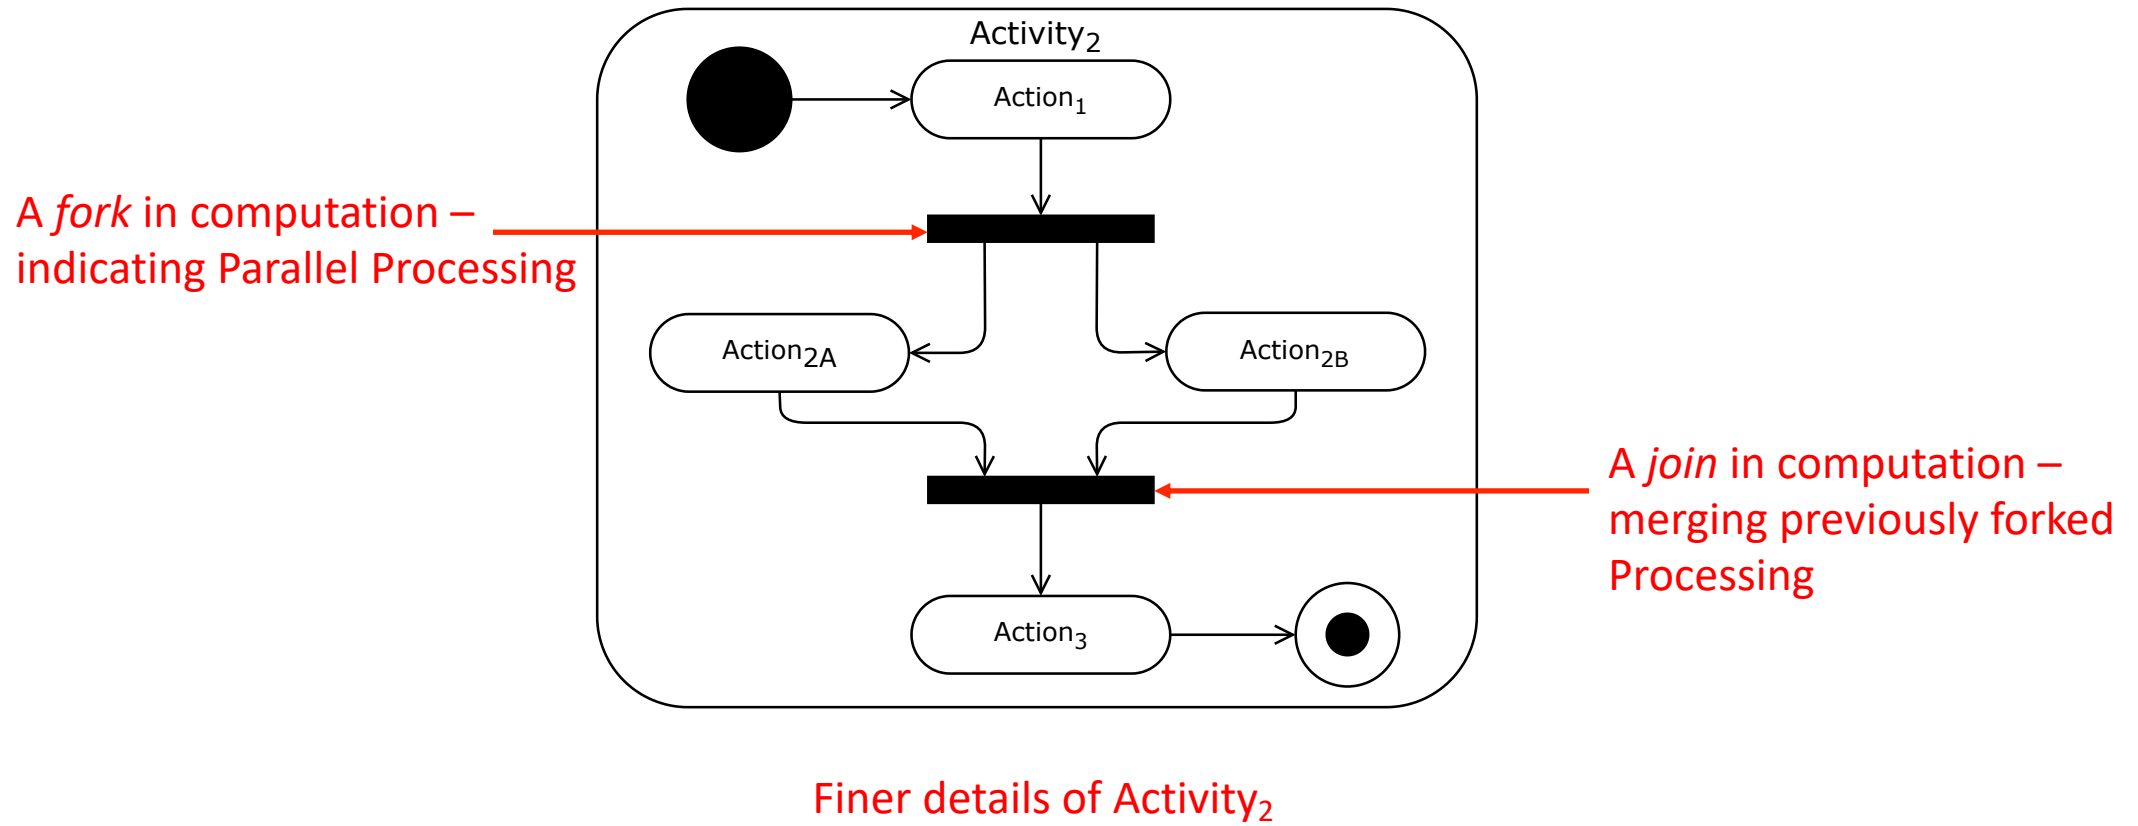 Activity₂
Action₁
A fork in computation –
indicating Parallel Processing
Action₂A
Action₂B
A join in computation –
merging previously forked
Processing
Action₃
Finer details of Activity₂